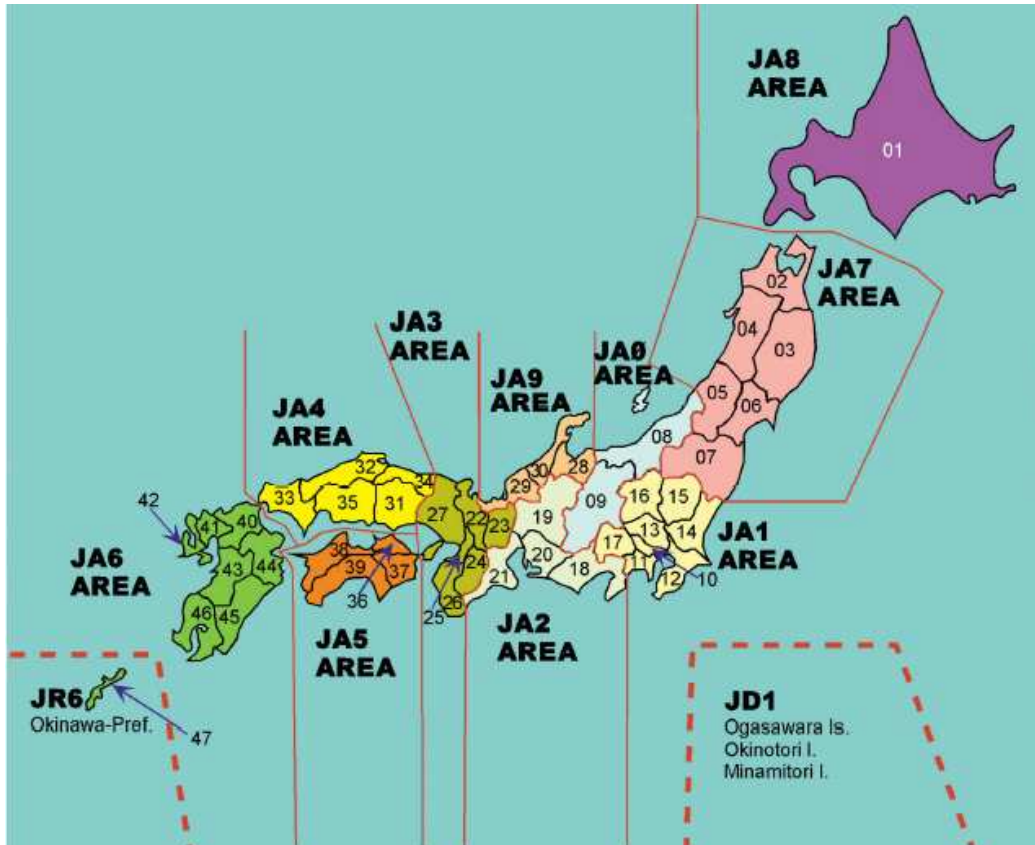 JA8
AREA
01
JA7
AREA
02
04
03
05
06
07
JA3
AREA
JA0
AREA
JA9
AREA
08
JA4
AREA
30
28
29
32
34
33
35
31
27
22
23
19
09
16
15
13
14
17
11
12
10
JA1
AREA
42
41
40
43
44
46
45
JA6
AREA
38
39
37
36
24
25
26
21
20
18
JA5
AREA
JA2
AREA
JR6
Okinawa-Pref.
47
JD1
Ogasawara Is.
Okinotori I.
Minamitori I.